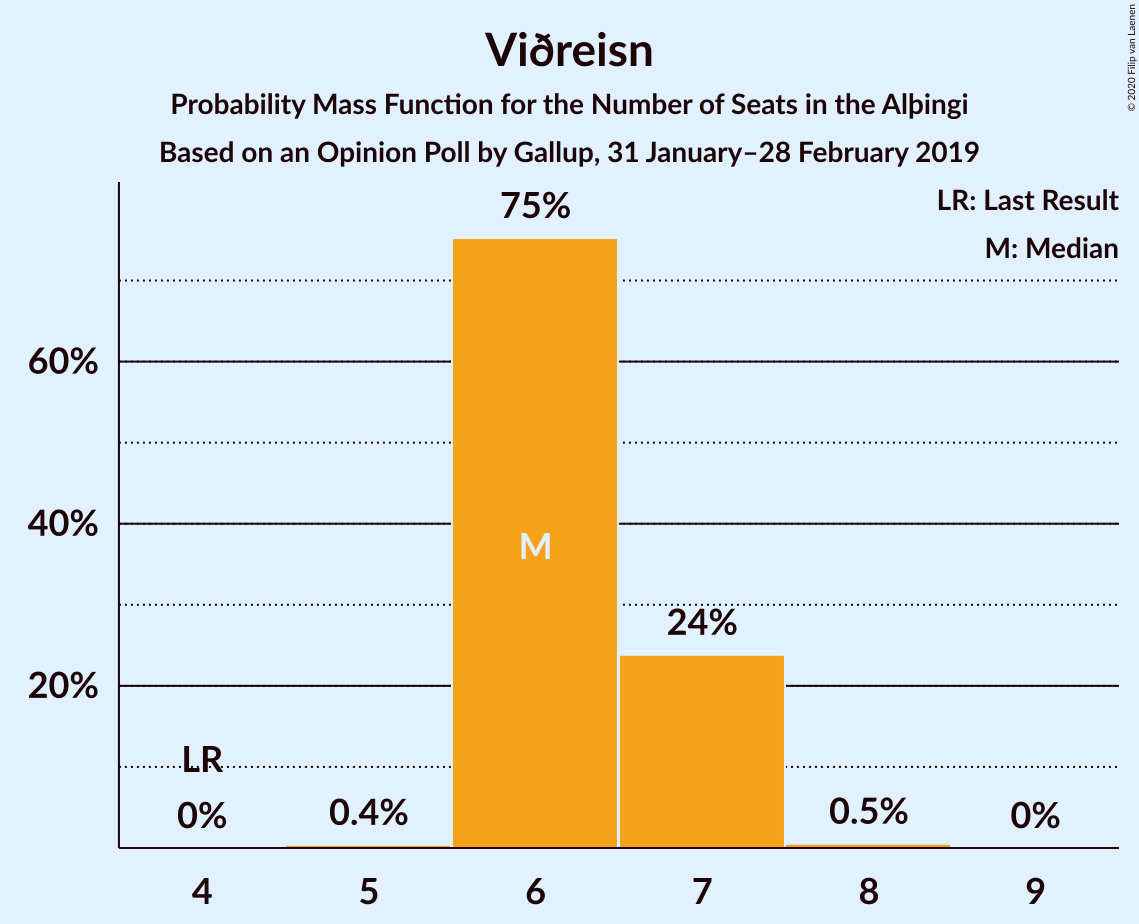 Viðreisn
Probability Mass Function for the Number of Seats in the Alþingi
Based on an Opinion Poll by Gallup, 31 January–28 February 2019
© 2020 Filip van Laenen
LR: Last Result
M: Median
75%
60%
40%
M
24%
20%
LR
0%
0.4%
0.5%
0%
4 5 6 7 8 9